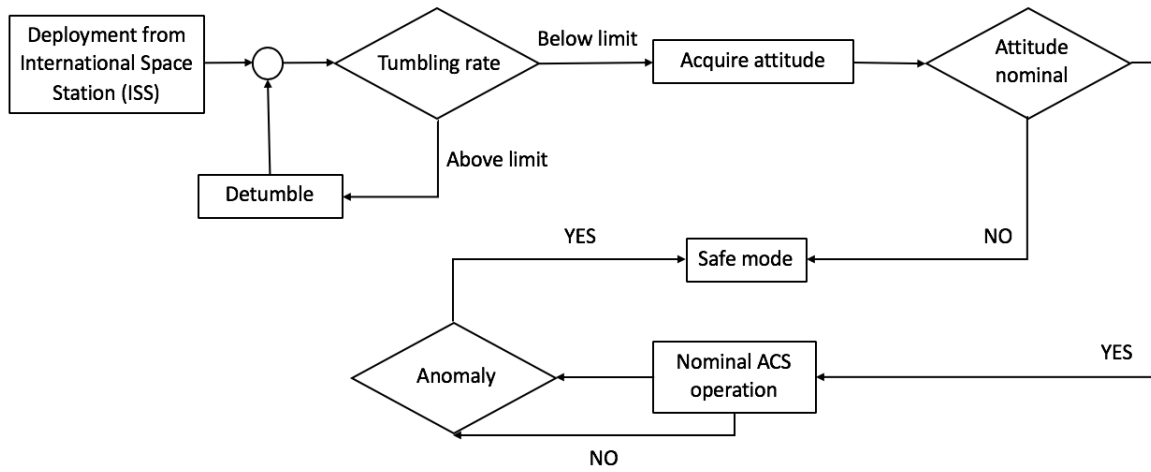 Deployment from
International Space
Station (ISS)
Tumbling rate
Below limit
Acquire attitude
Attitude
nominal
Above limit
Detumble
YES
Safe mode
NO
Anomaly
Nominal ACS
operation
YES
NO